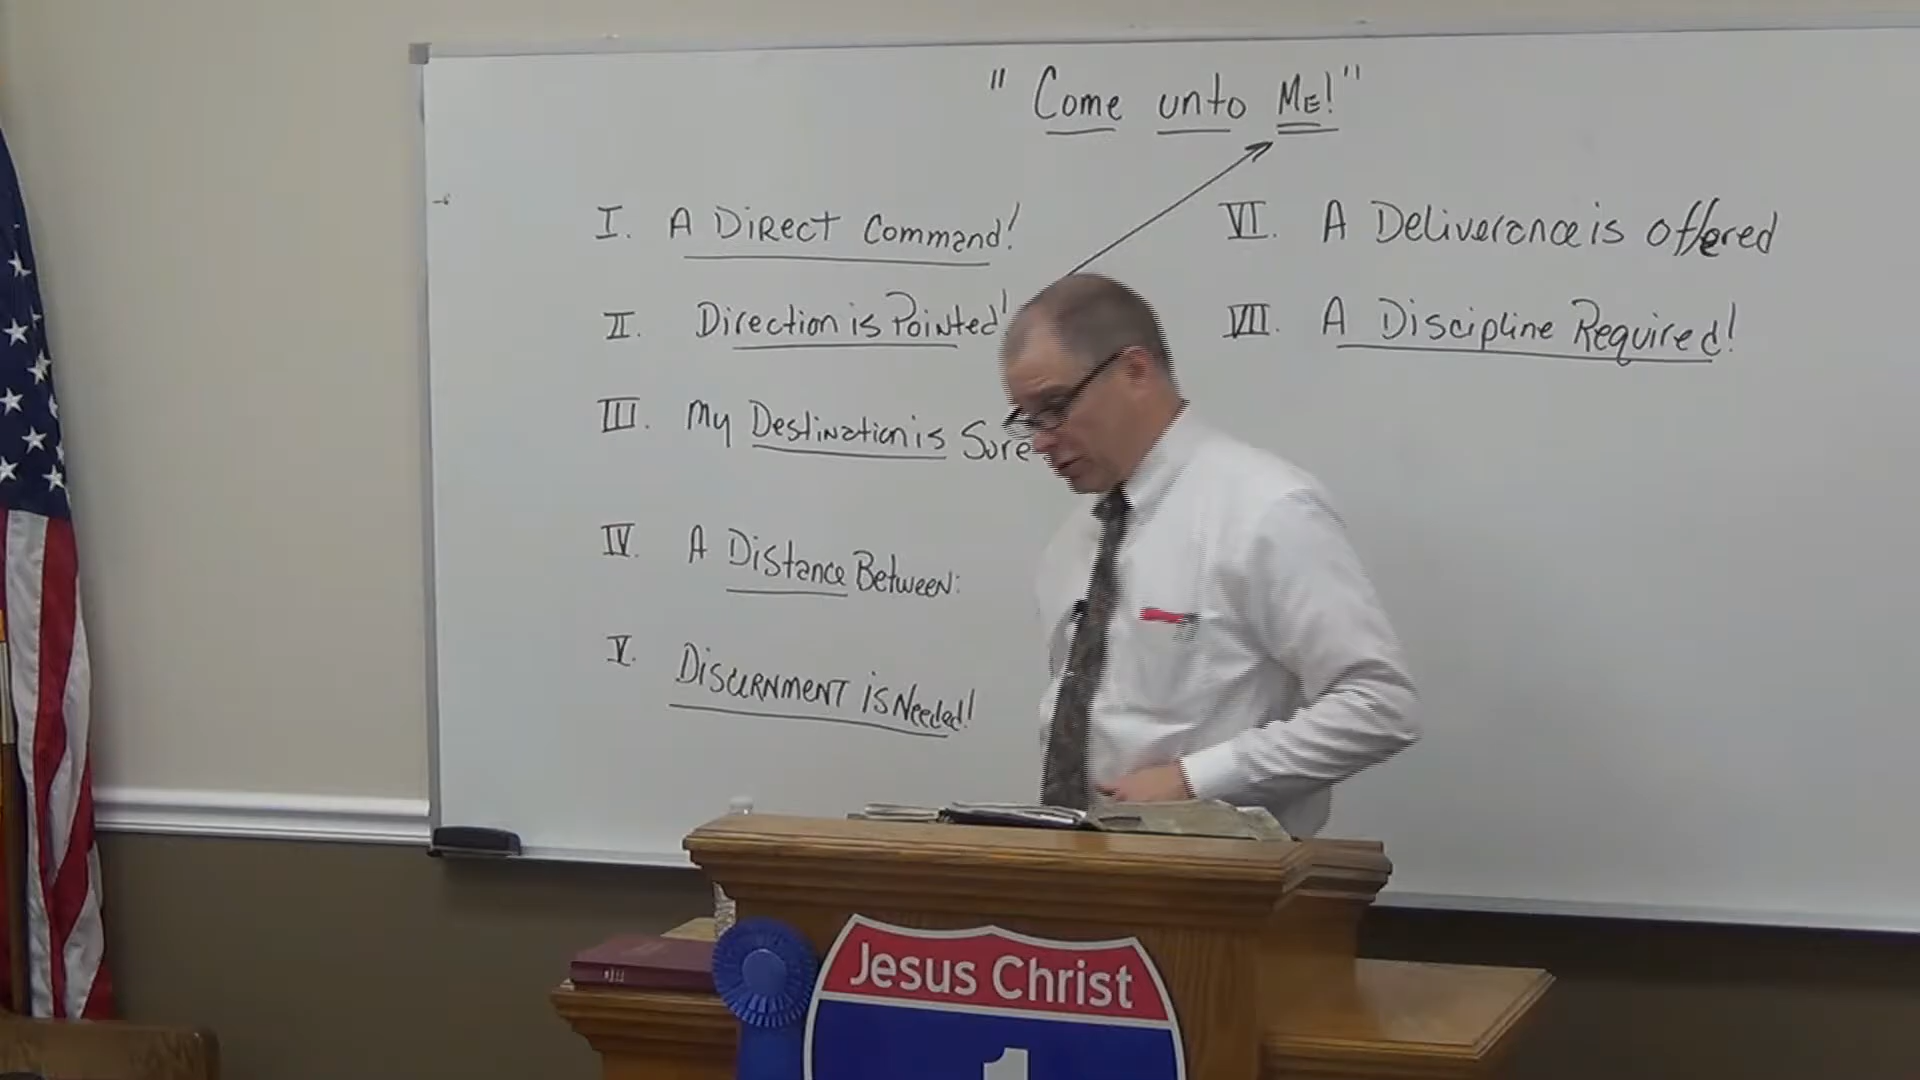 " Come unto Me! "
I. A Direct Command!
II. Direction is Pointed!
III. My Destination is Sure
IV. A Distance Between:
V. Discernment is Needed!
VI. A Deliverance is offered
VII. A Discipline Required!
Jesus Christ
1